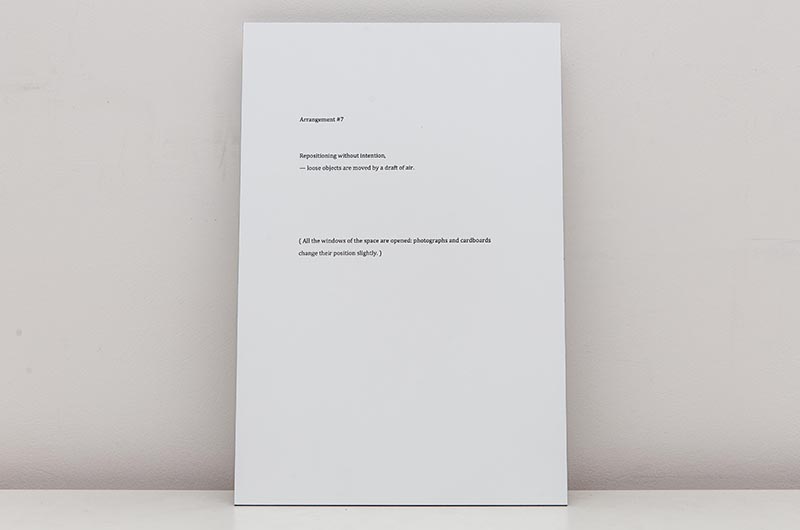 Arrangement #7
Repositioning without intention,
— loose objects are moved by a draft of air.
( All the windows of the space are opened: photographs and cardboards
change their position slightly. )